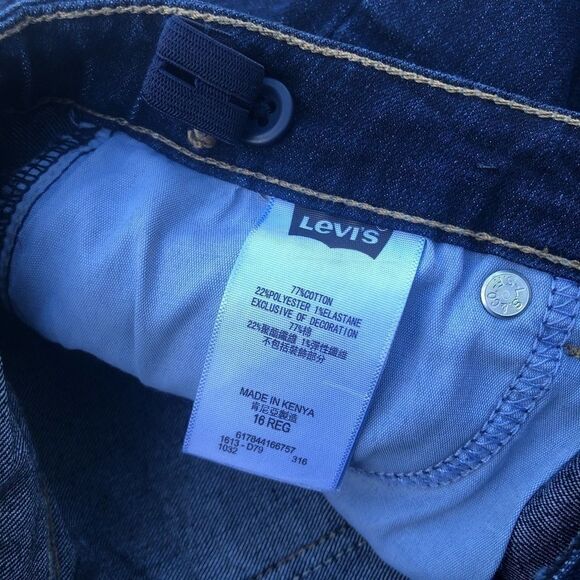 Levi's
77%COTTON
22%POLYESTER 1%ELASTANE
EXCLUSIVE OF DECORATION
77%棉
22%聚酯纖維 1%彈性纖維
不包括裝飾部分
MADE IN KENYA
肯尼亞製造
16 REG
617844166757
1613 - D79 316
1032